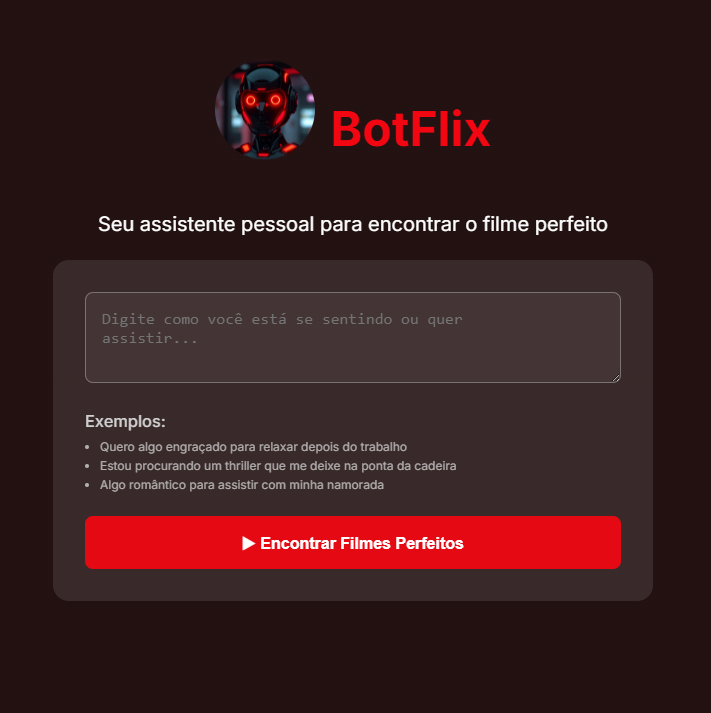 BotFlix
Seu assistente pessoal para encontrar o filme perfeito
Digite como você está se sentindo ou quer
assistir...
Exemplos:
• Quero algo engraçado para relaxar depois do trabalho
• Estou procurando um thriller que me deixe na ponta da cadeira
• Algo romântico para assistir com minha namorada
▶ Encontrar Filmes Perfeitos